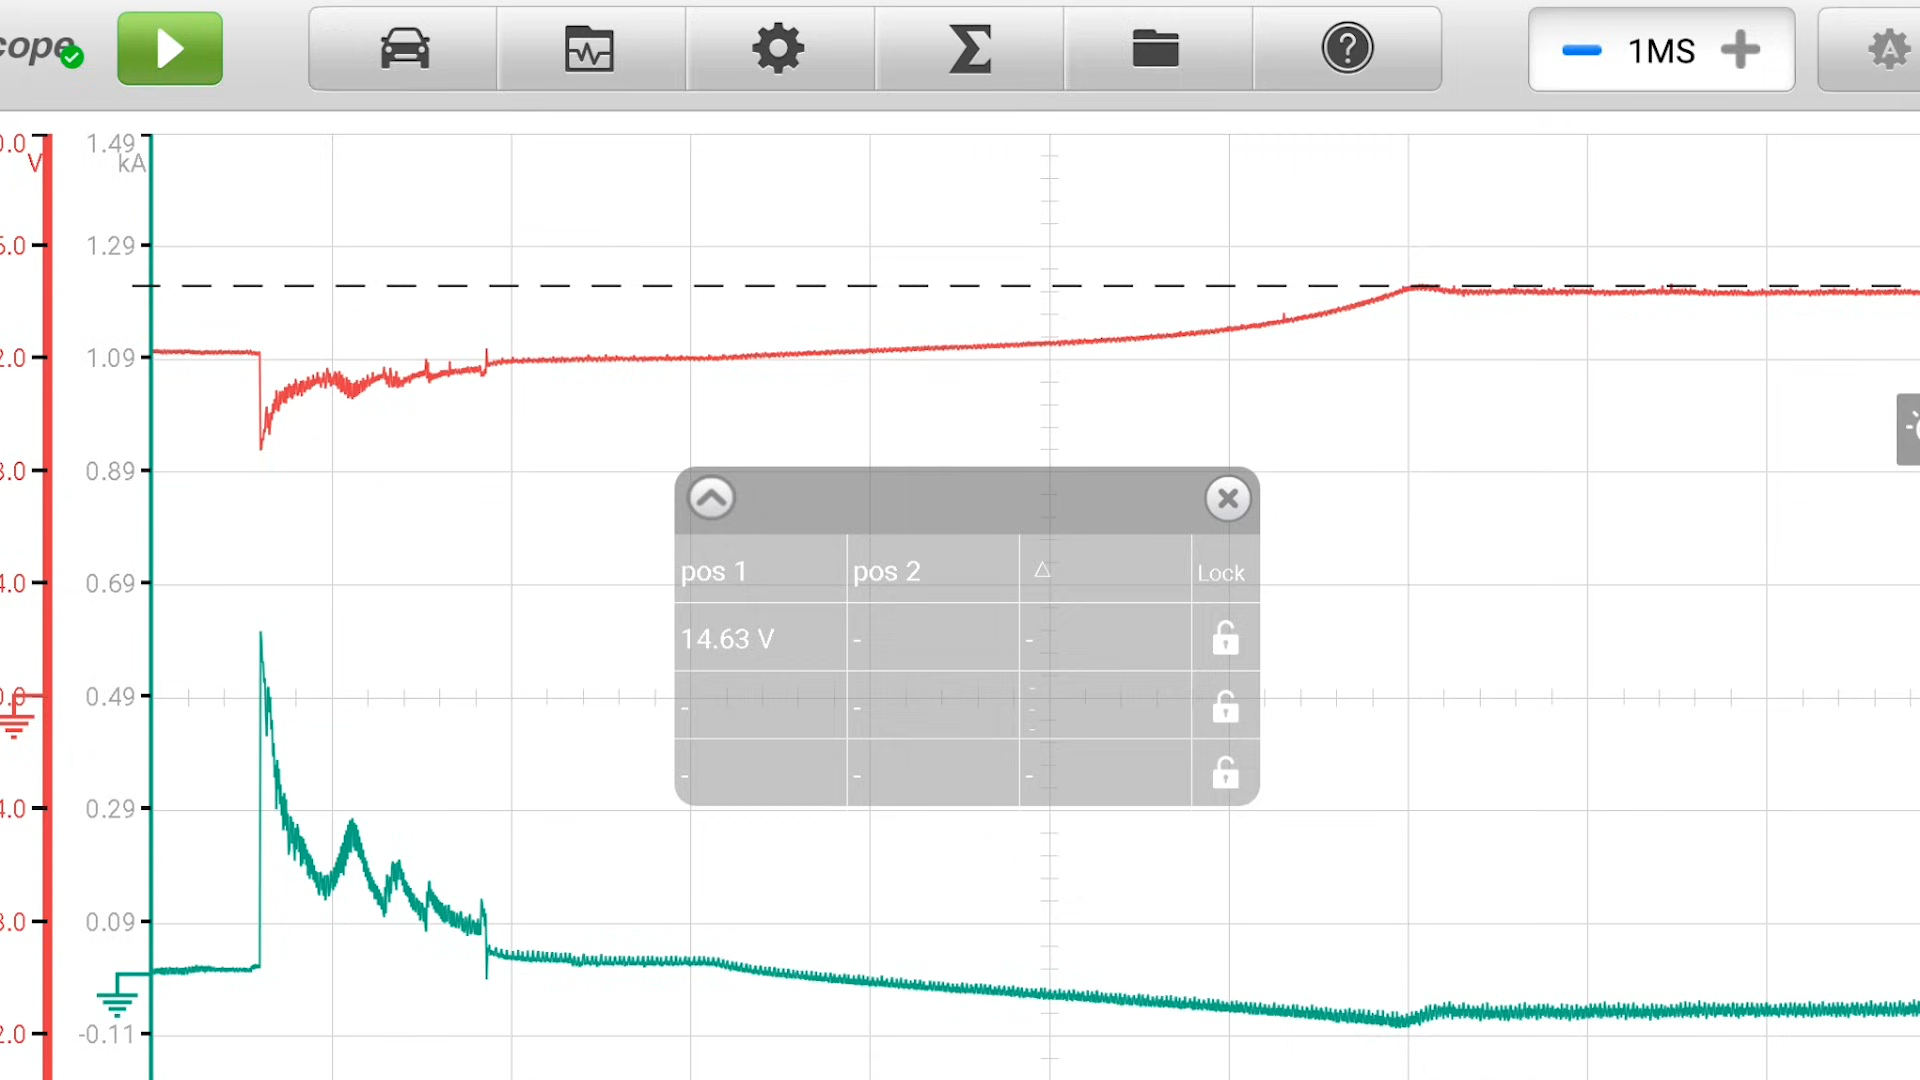 cope
1MS
V
1.49
kA
1.29
1.09
0.89
0.69
0.49
0.29
0.09
-0.11
pos 1 pos 2 △ Lock
14.63 V - -
- -
- - -